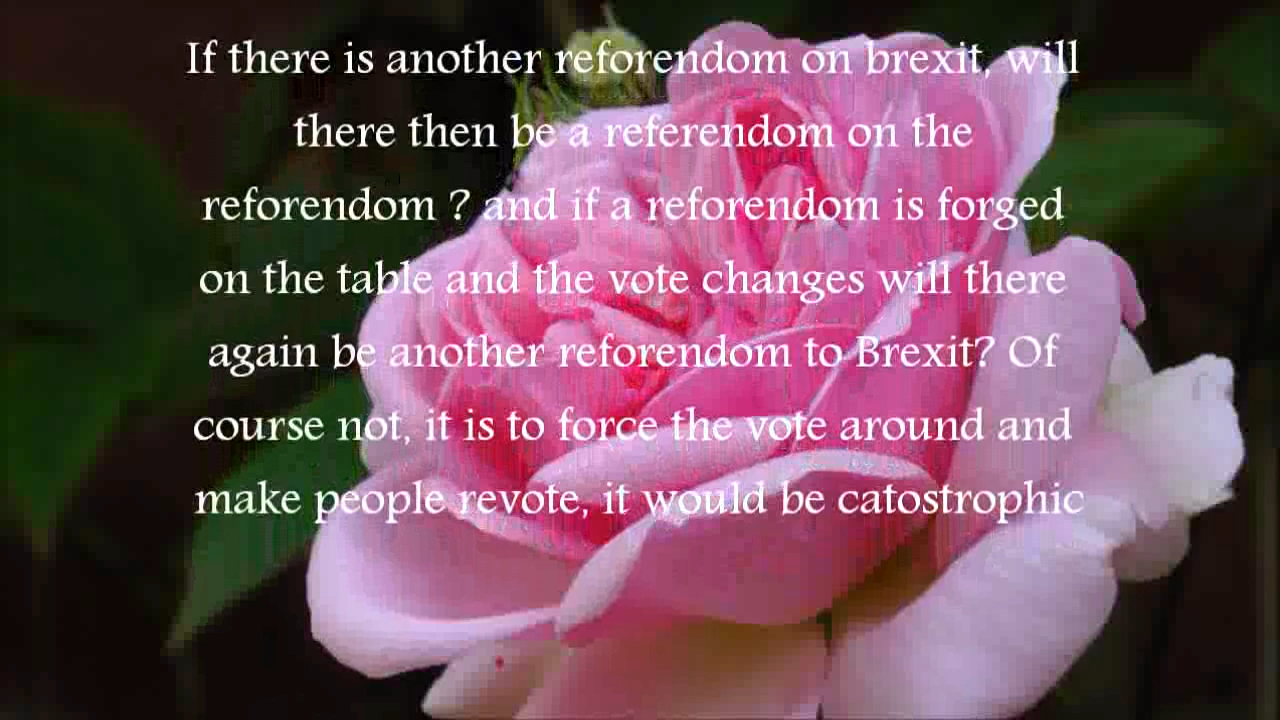 If there is another reforendom on brexit, will
there then be a referendom on the
reforendom ? and if a reforendom is forged
on the table and the vote changes will there
again be another reforendom to Brexit? Of
course not, it is to force the vote around and
make people revote, it would be catostrophic